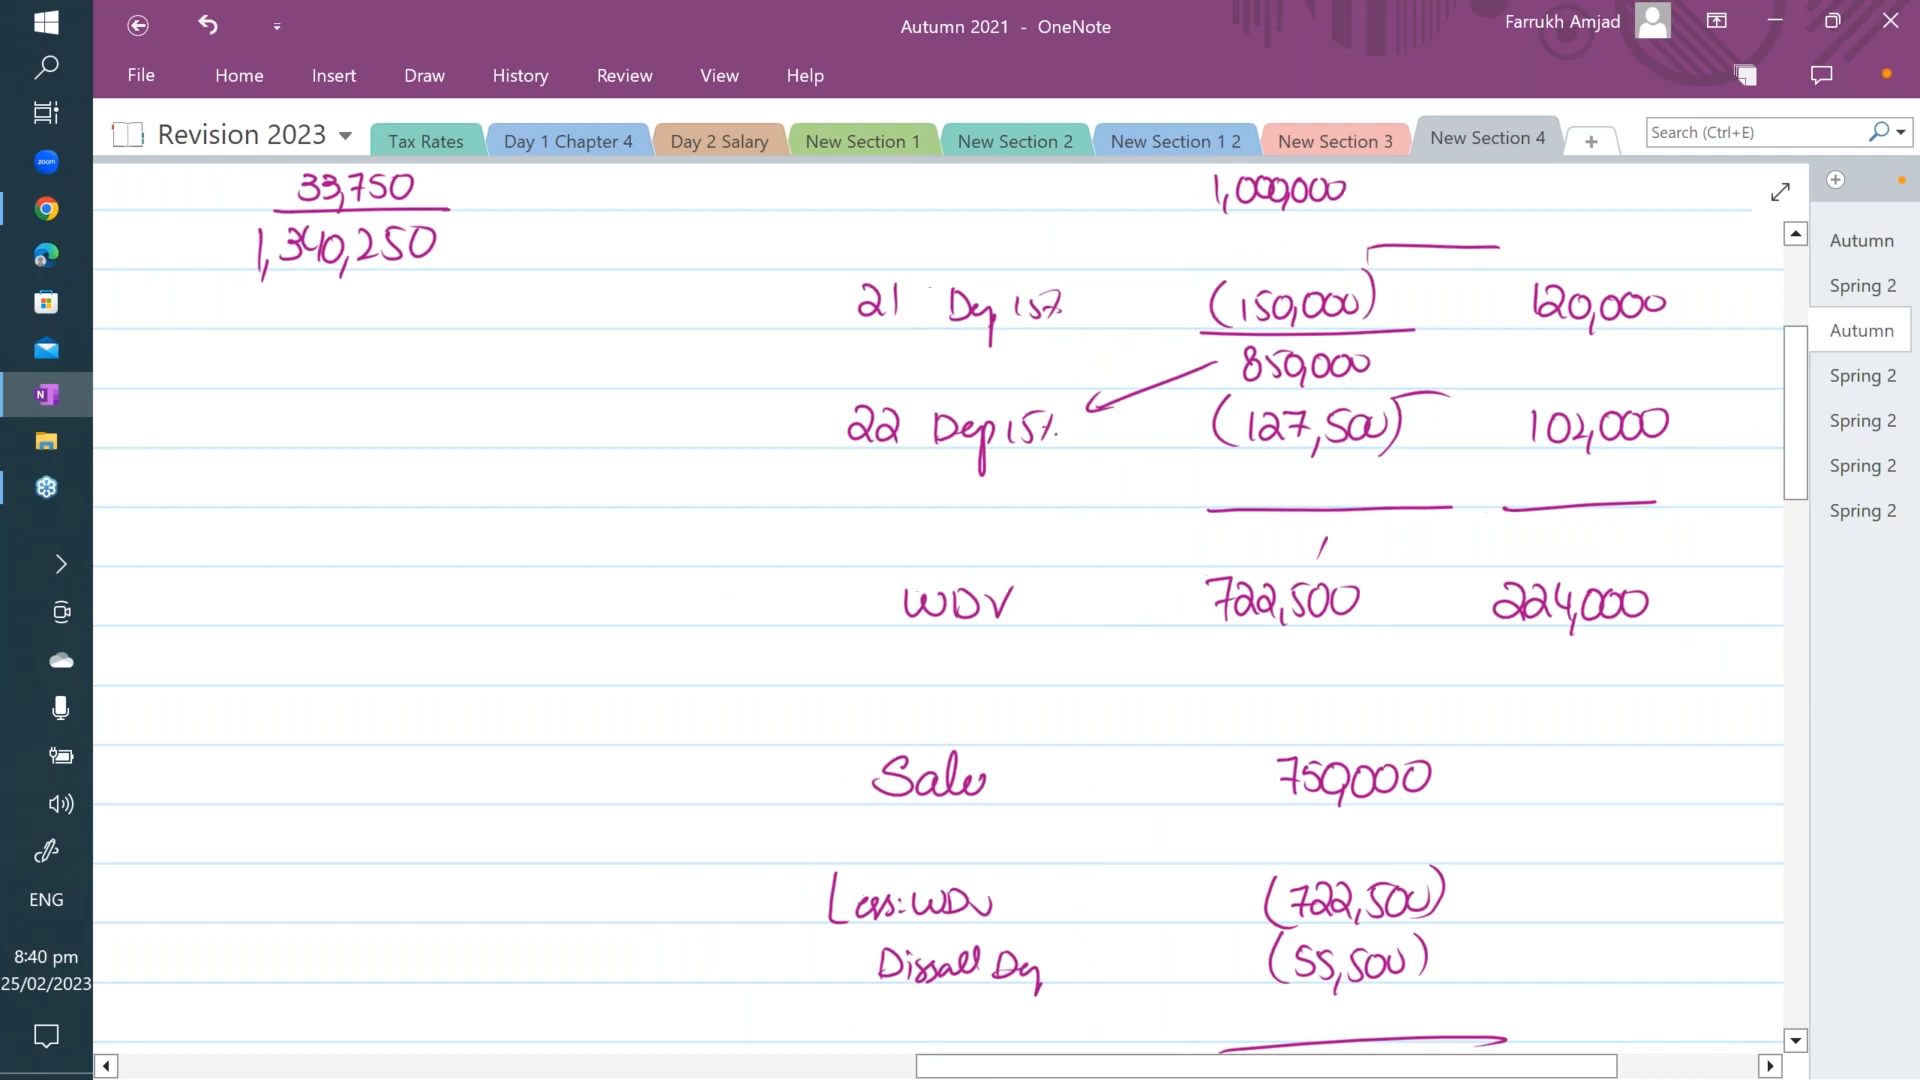 Autumn 2021 - OneNote
Farrukh Amjad
File Home Insert Draw History Review View Help
Revision 2023
Tax Rates
Day 1 Chapter 4
Day 2 Salary
New Section 1
New Section 2
New Section 1 2
New Section 3
New Section 4
Search (Ctrl+E)
33,750
1,340,250
1,000,000
21 Dep 15% (150,000) 120,000
850,000
22 Dep 15% (127,500) 102,000
WDV 722,500 224,000
Sale 750,000
Less: WDV (722,500)
Dissall Dep (55,500)
Autumn
Spring 2
Autumn
Spring 2
Spring 2
Spring 2
Spring 2
zoom
ENG
8:40 pm
25/02/2023